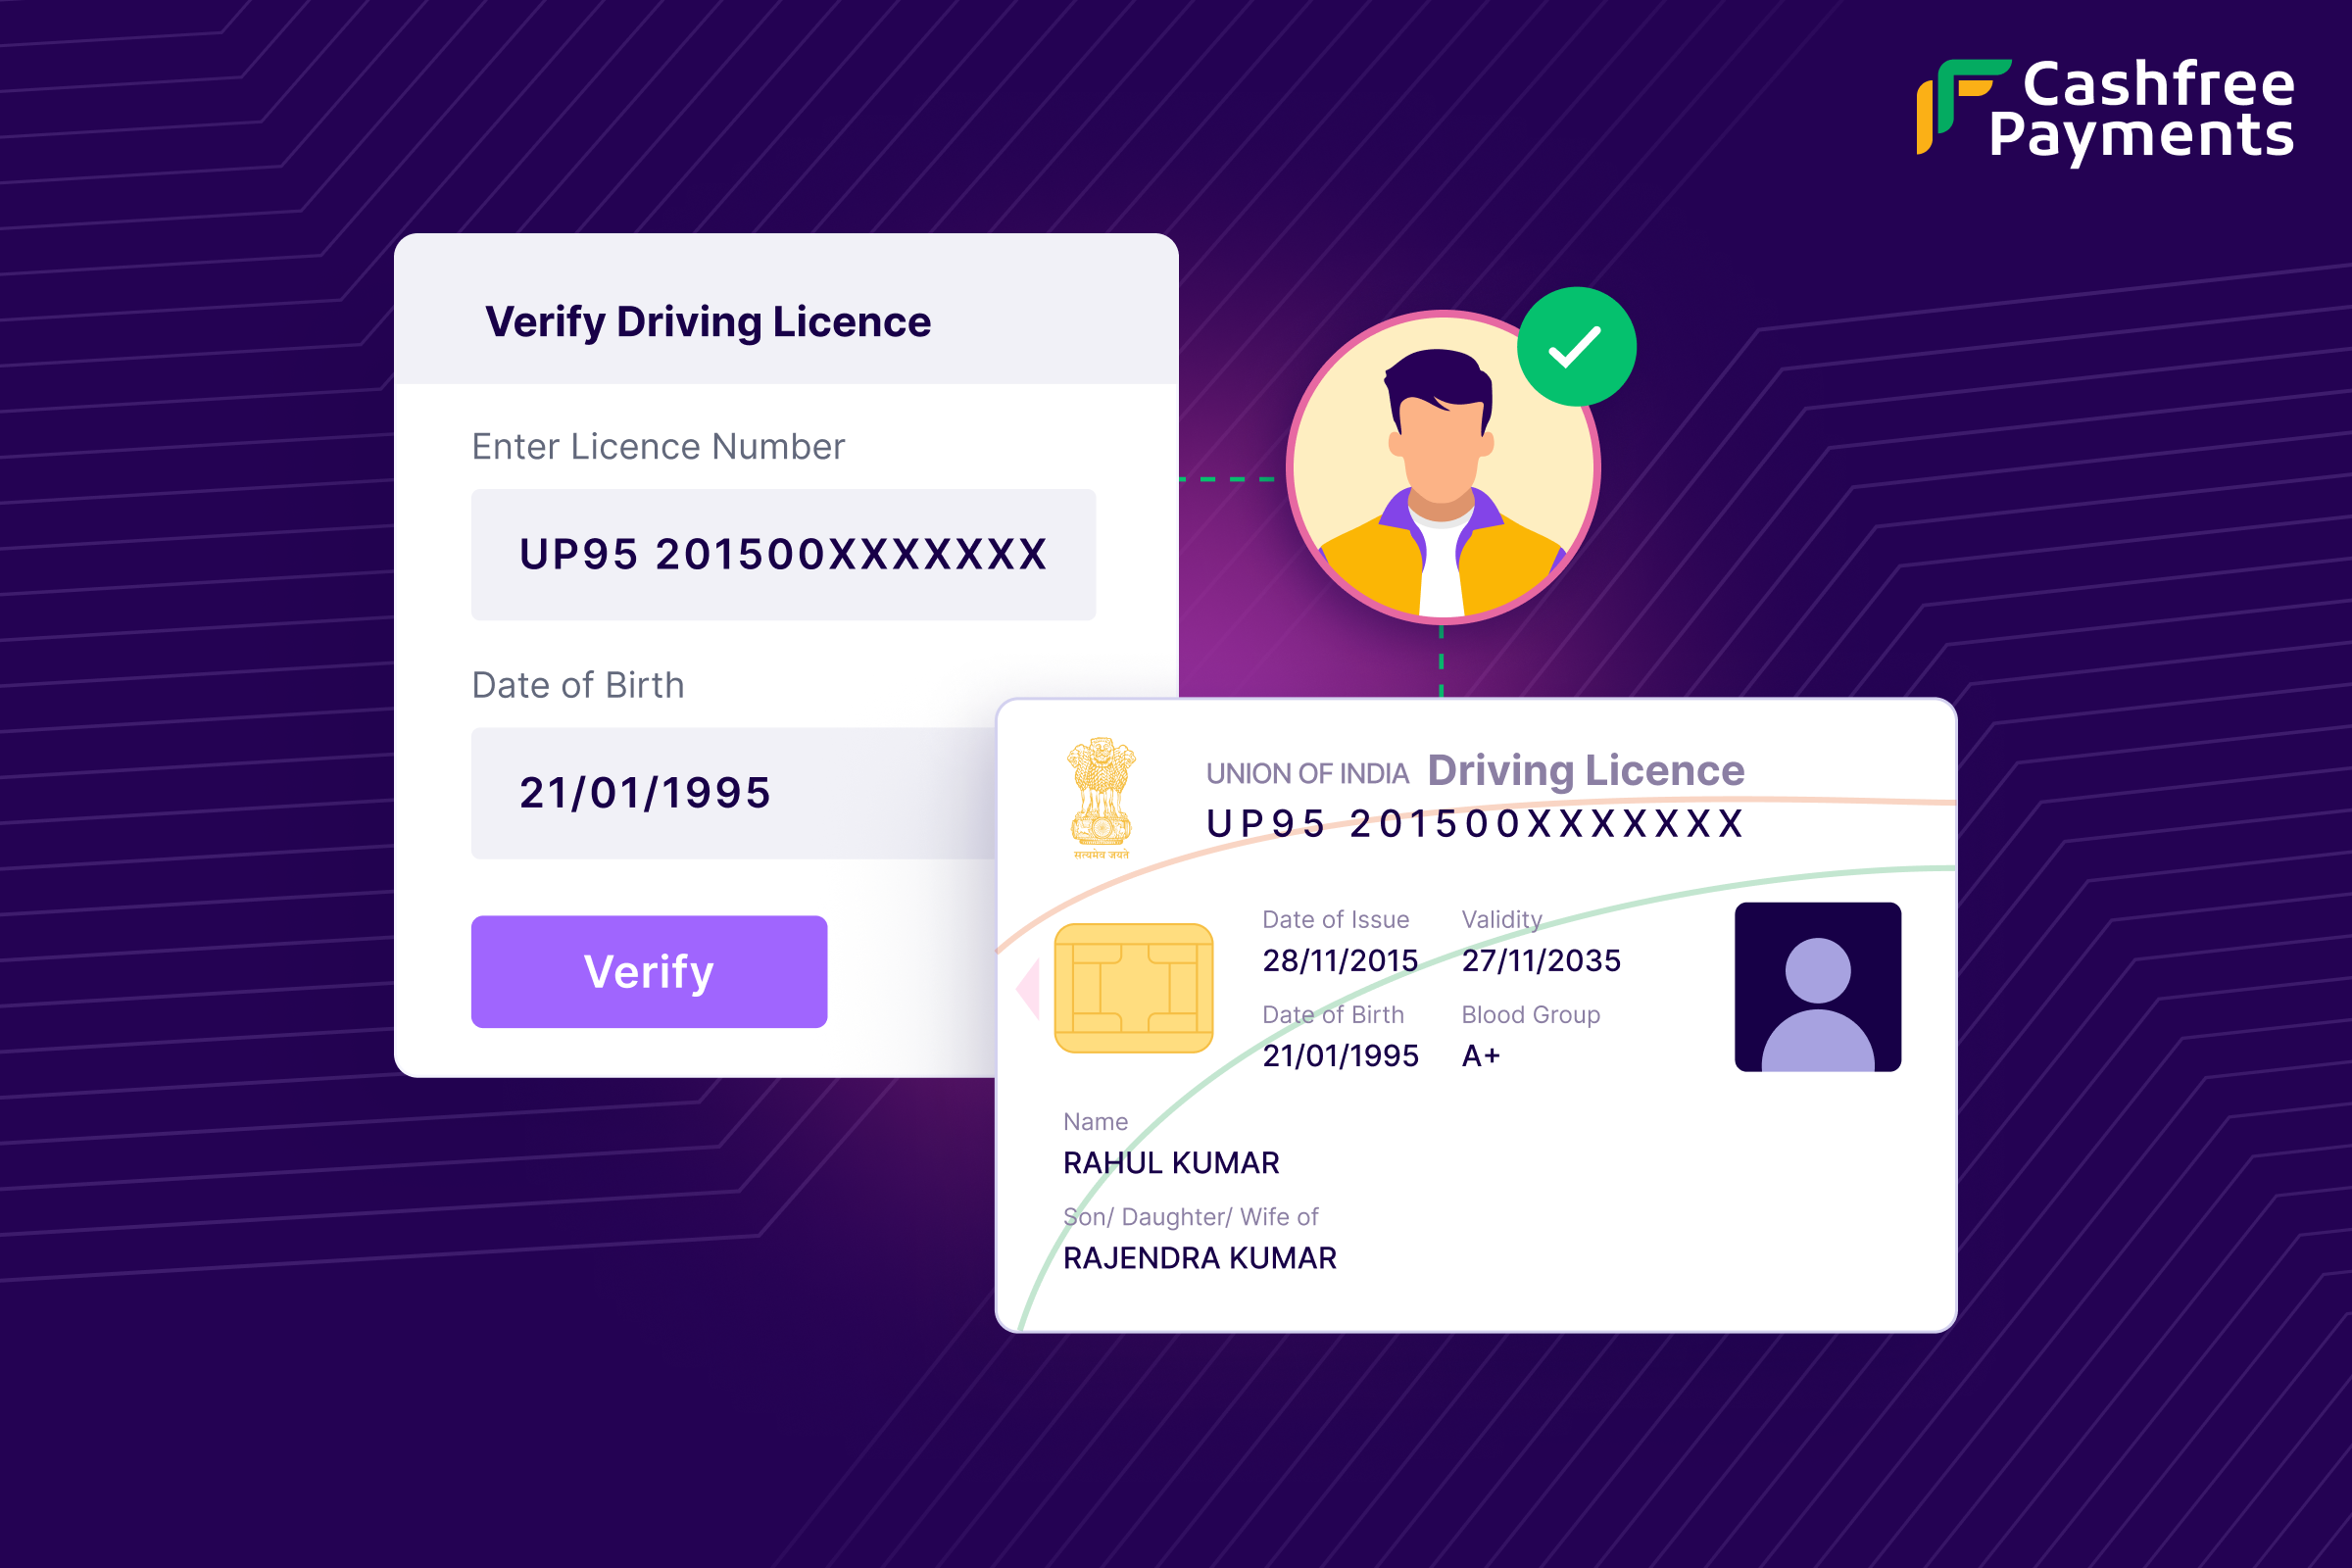 Cashfree
Payments
Verify Driving Licence
Enter Licence Number
UP95 201500XXXXXXX
Date of Birth
21/01/1995
Verify
सत्यमेव जयते
UNION OF INDIA Driving Licence
UP95 201500XXXXXXX
Date of Issue Validity
28/11/2015 27/11/2035
Date of Birth Blood Group
21/01/1995 A+
Name
RAHUL KUMAR
Son/ Daughter/ Wife of
RAJENDRA KUMAR